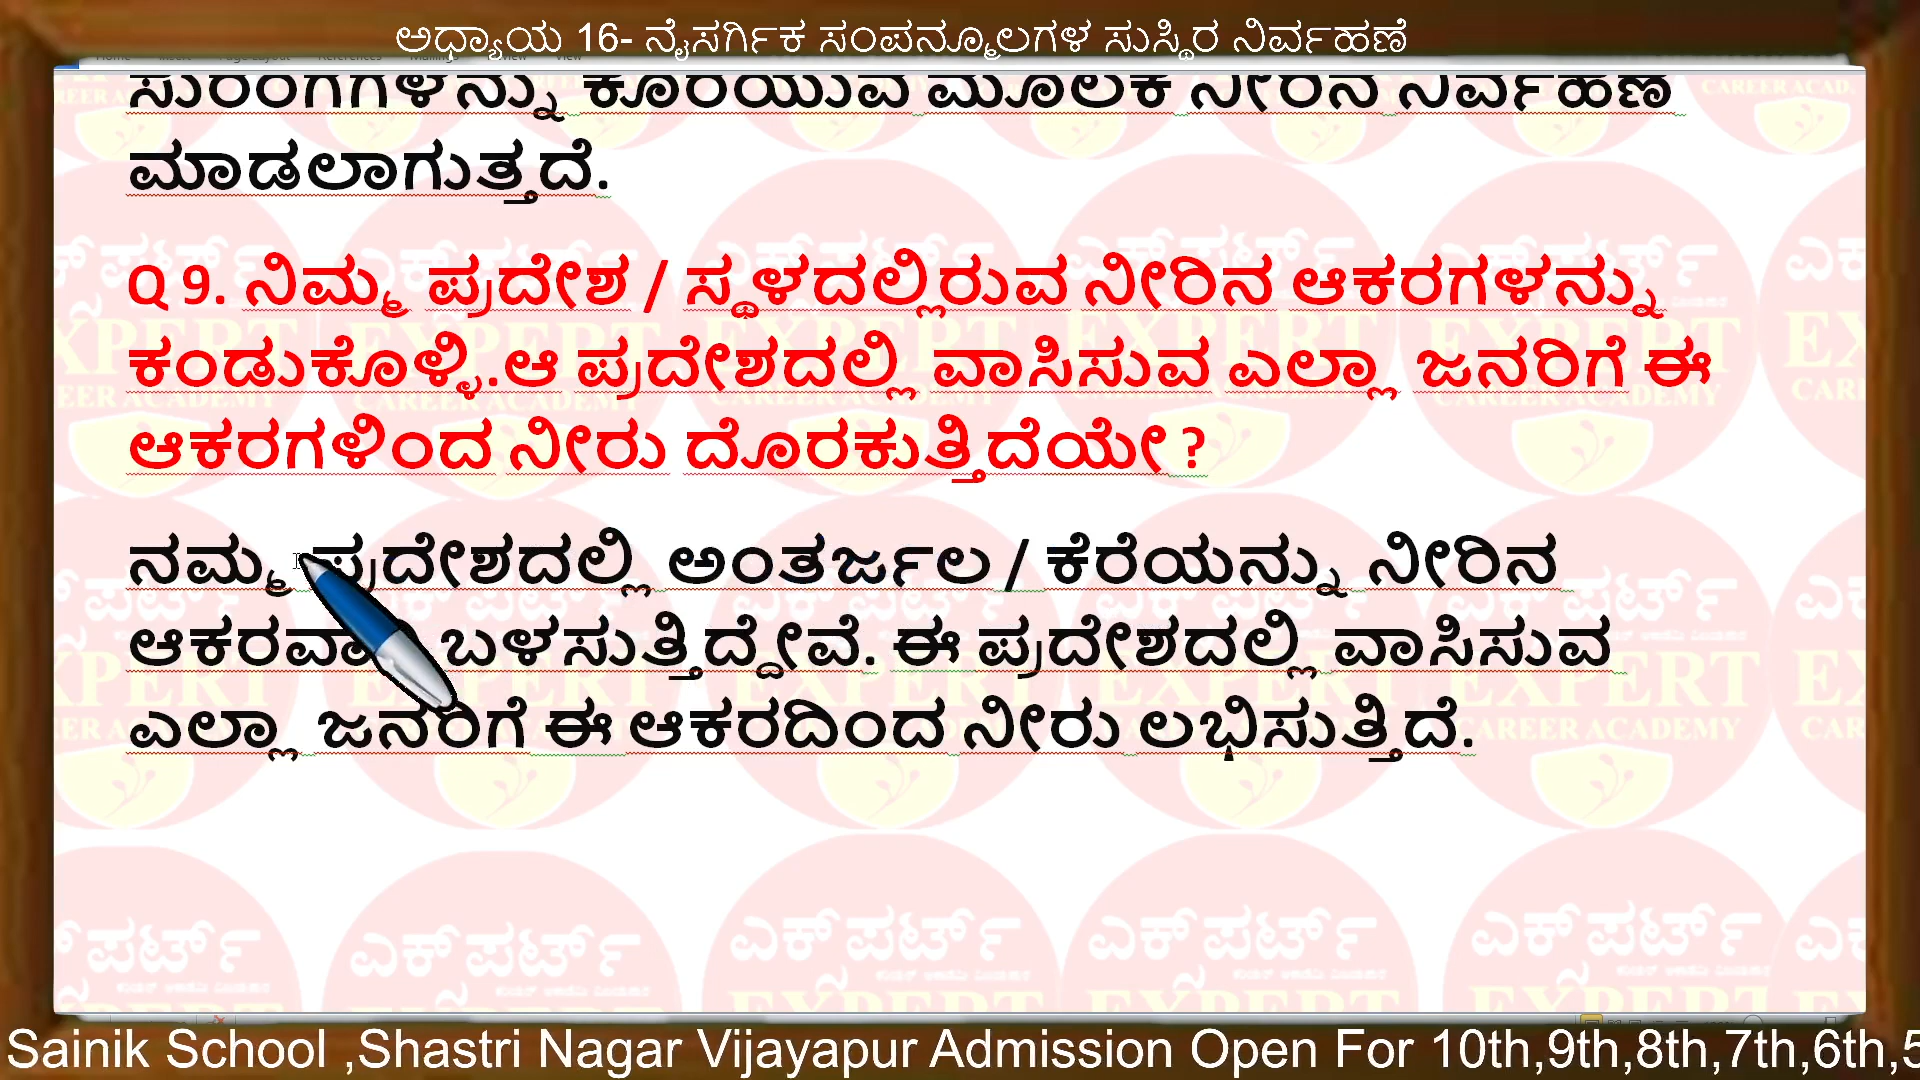 ಅಧ್ಯಾಯ 16- ನೈಸರ್ಗಿಕ ಸಂಪನ್ಮೂಲಗಳ ಸುಸ್ಥಿರ ನಿರ್ವಹಣೆ
ಸುರಂಗಗಳನ್ನು ಕೊರೆಯುವ ಮೂಲಕ ನೀರಿನ ನಿರ್ವಹಣೆ
ಮಾಡಲಾಗುತ್ತದೆ.
Q 9. ನಿಮ್ಮ ಪ್ರದೇಶ / ಸ್ಥಳದಲ್ಲಿರುವ ನೀರಿನ ಆಕರಗಳನ್ನು
ಕಂಡುಕೊಳ್ಳಿ.ಆ ಪ್ರದೇಶದಲ್ಲಿ ವಾಸಿಸುವ ಎಲ್ಲಾ ಜನರಿಗೆ ಈ
ಆಕರಗಳಿಂದ ನೀರು ದೊರಕುತ್ತಿದೆಯೇ ?
ನಮ್ಮ ಪ್ರದೇಶದಲ್ಲಿ ಅಂತರ್ಜಲ / ಕೆರೆಯನ್ನು ನೀರಿನ
ಬಳಸುತ್ತಿದ್ದೇವೆ. ಈ ಪ್ರದೇಶದಲ್ಲಿ ವಾಸಿಸುವ
ಎಲ್ಲಾ ಜನರಿಗೆ ಈ ಆಕರದಿಂದ ನೀರು ಲಭಿಸುತ್ತಿದೆ.
Sainik School ,Shastri Nagar Vijayapur Admission Open For 10th,9th,8th,7th,6th,5